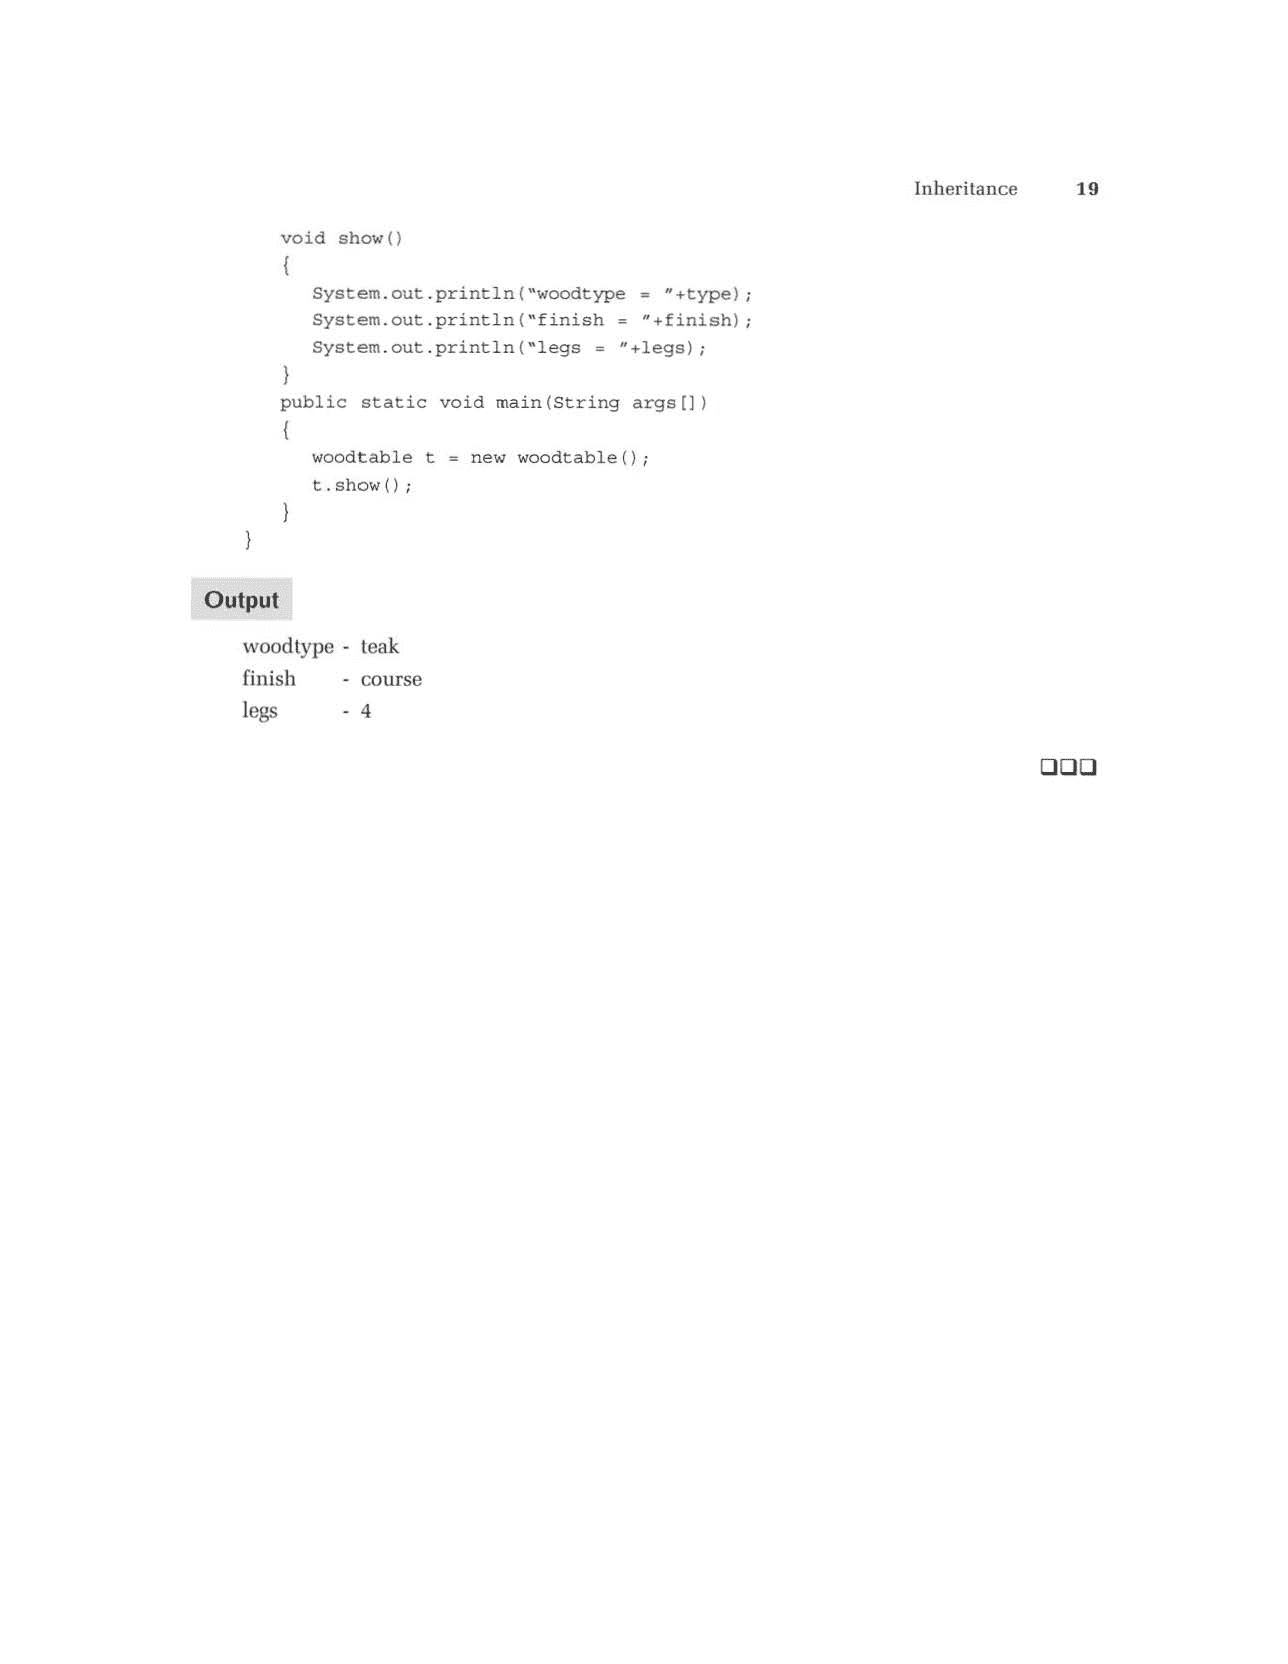 Inheritance 19
void show()
{
System.out.println("woodtype = "+type);
System.out.println("finish = "+finish);
System.out.println("legs = "+legs);
}
public static void main(String args[])
{
woodtable t = new woodtable();
t.show();
}
}
Output
woodtype - teak
finish - course
legs - 4
❑❑❑